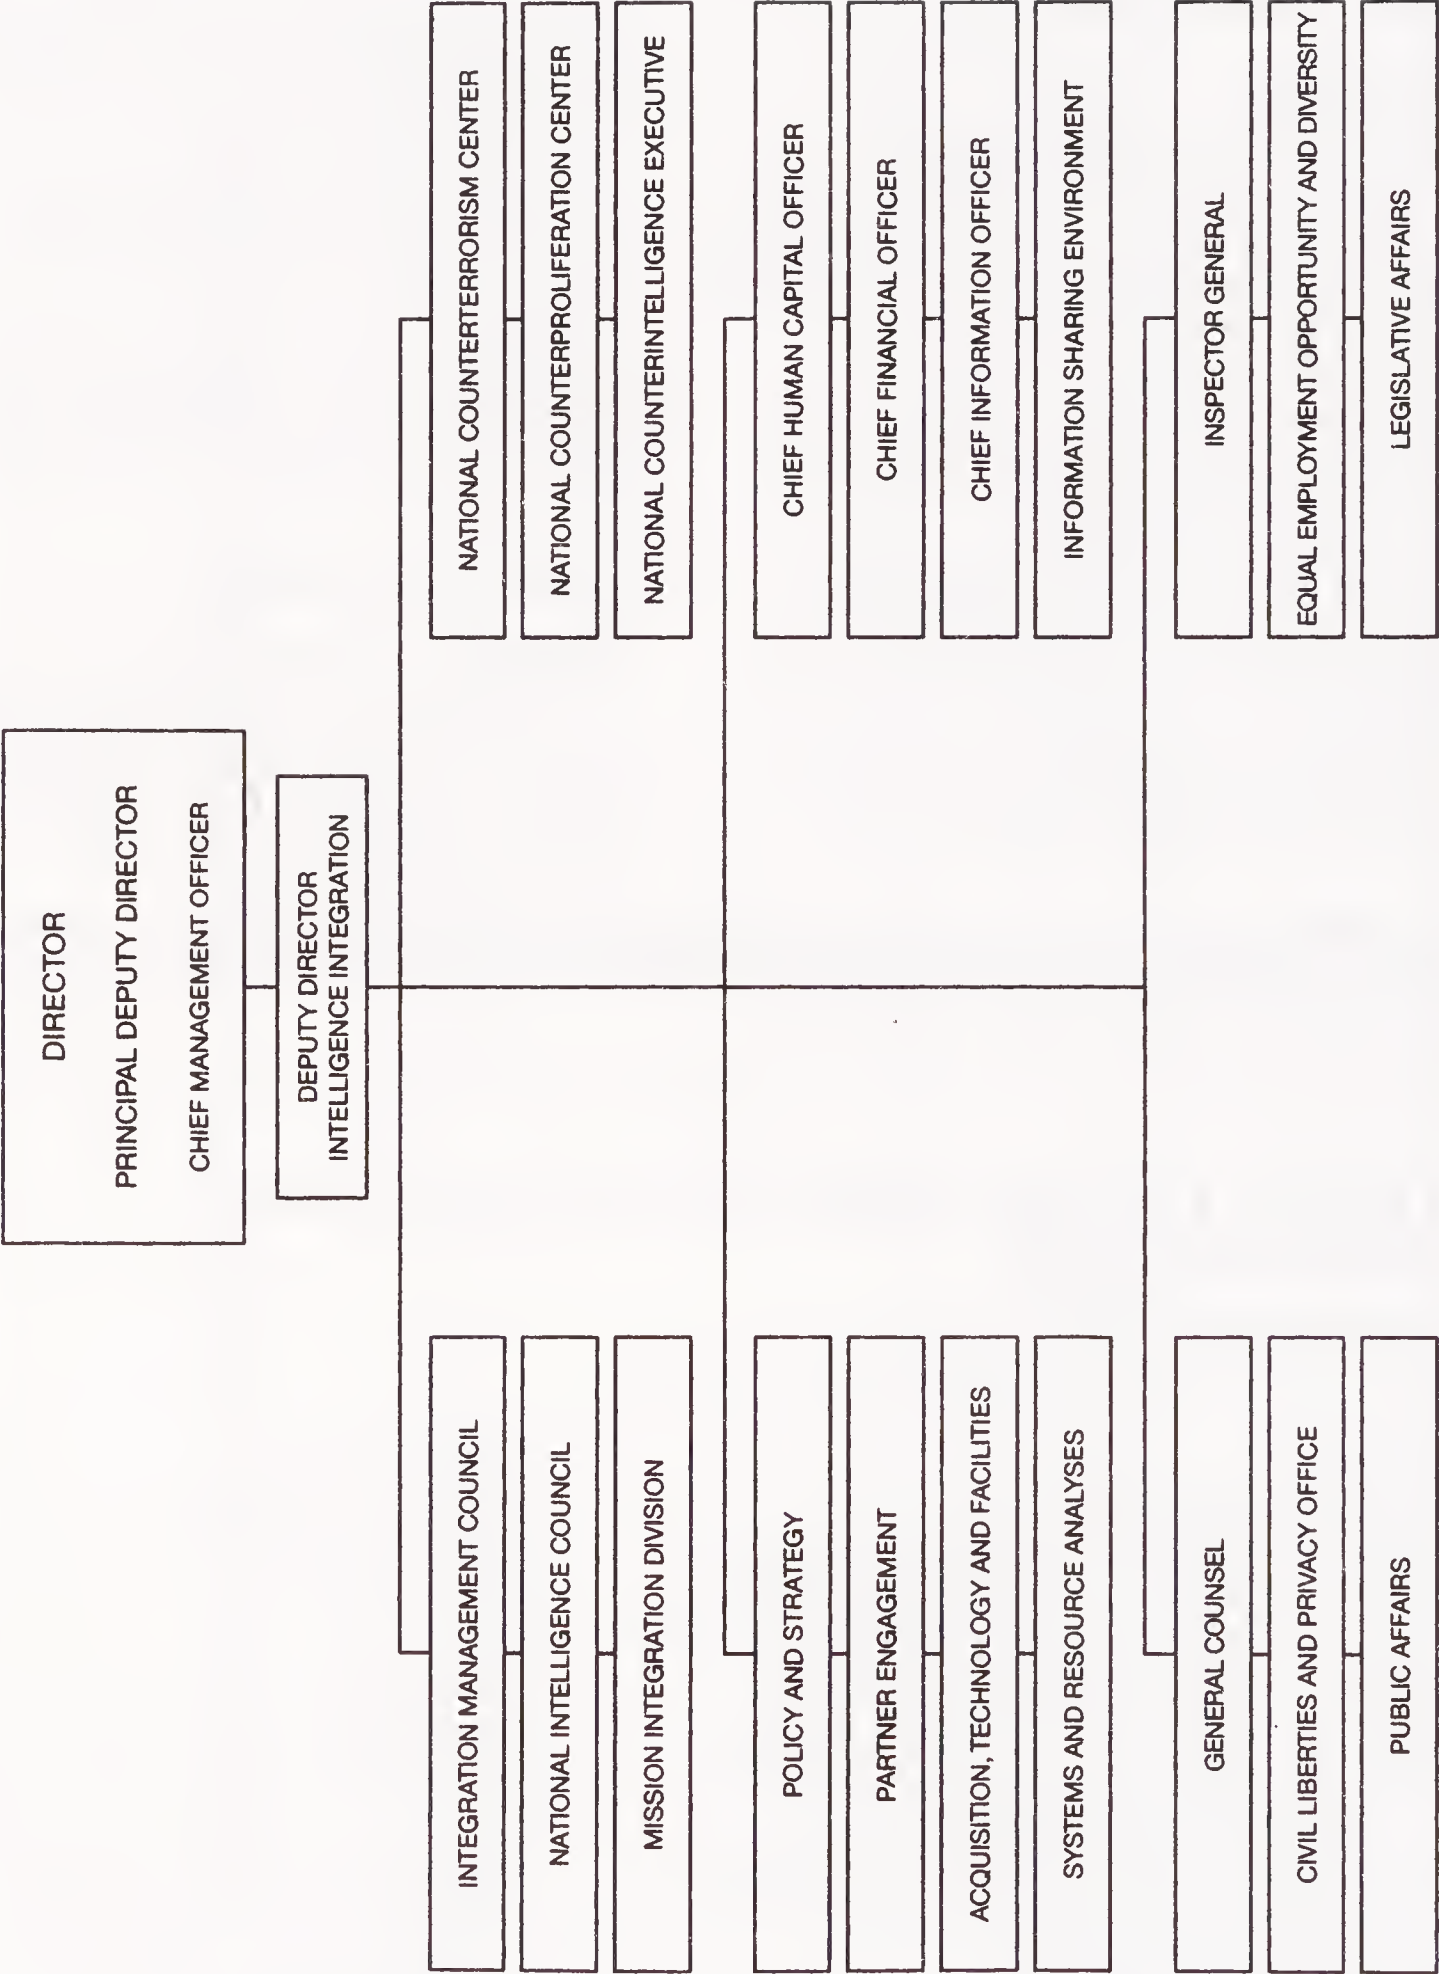 DIRECTOR
PRINCIPAL DEPUTY DIRECTOR
CHIEF MANAGEMENT OFFICER
DEPUTY DIRECTOR
INTELLIGENCE INTEGRATION
INTEGRATION MANAGEMENT COUNCIL
NATIONAL INTELLIGENCE COUNCIL
MISSION INTEGRATION DIVISION
NATIONAL COUNTERTERRORISM CENTER
NATIONAL COUNTERPROLIFERATION CENTER
NATIONAL COUNTERINTELLIGENCE EXECUTIVE
POLICY AND STRATEGY
PARTNER ENGAGEMENT
ACQUISITION, TECHNOLOGY AND FACILITIES
SYSTEMS AND RESOURCE ANALYSES
CHIEF HUMAN CAPITAL OFFICER
CHIEF FINANCIAL OFFICER
CHIEF INFORMATION OFFICER
INFORMATION SHARING ENVIRONMENT
GENERAL COUNSEL
CIVIL LIBERTIES AND PRIVACY OFFICE
PUBLIC AFFAIRS
INSPECTOR GENERAL
EQUAL EMPLOYMENT OPPORTUNITY AND DIVERSITY
LEGISLATIVE AFFAIRS